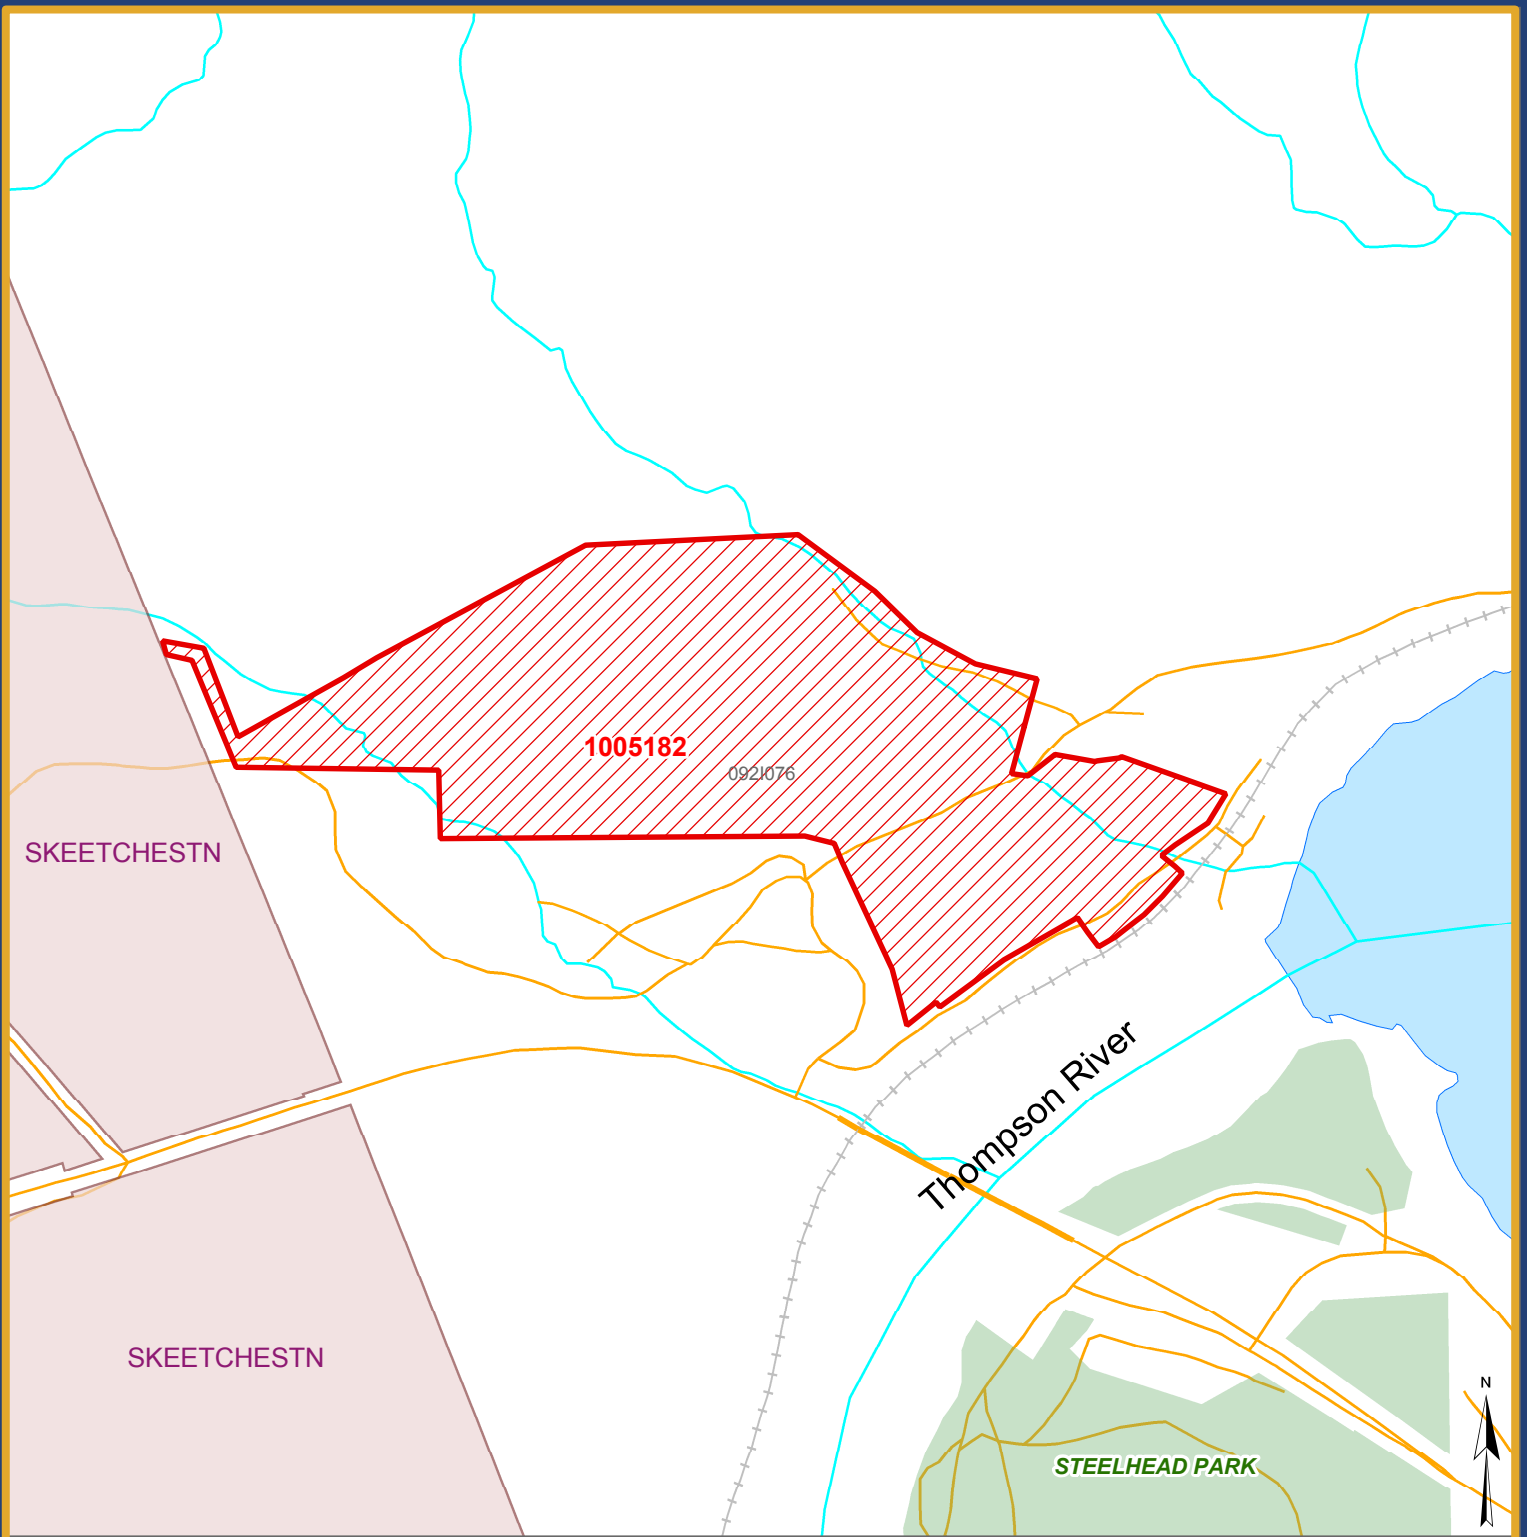 1005182
092I076
SKEETCHESTN
Thompson River
SKEETCHESTN
N
STEELHEAD PARK